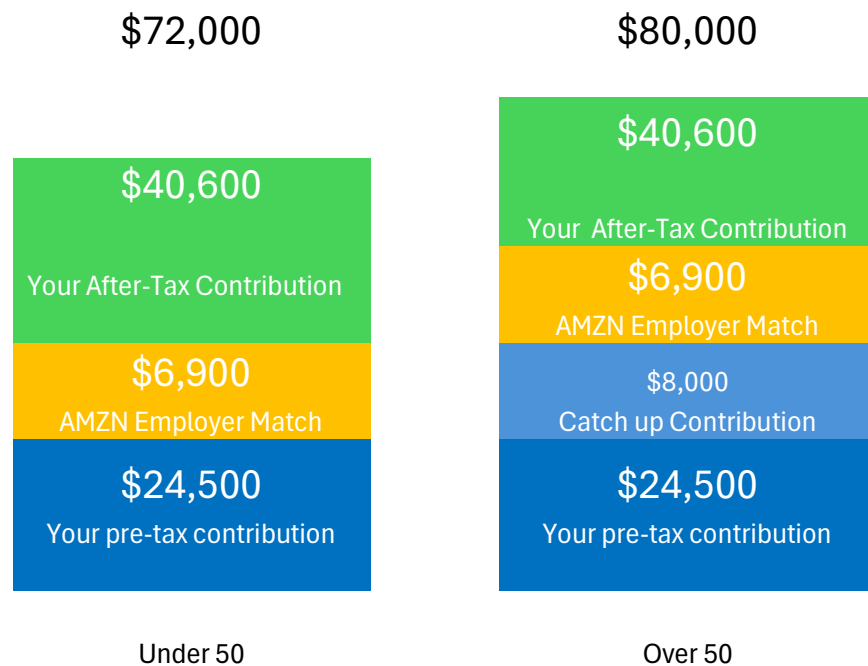 $72,000
$40,600
Your After-Tax Contribution
$6,900
AMZN Employer Match
$24,500
Your pre-tax contribution
Under 50
$80,000
$40,600
Your  After-Tax Contribution
$6,900
AMZN Employer Match
$8,000
Catch up Contribution
$24,500
Your pre-tax contribution
Over 50